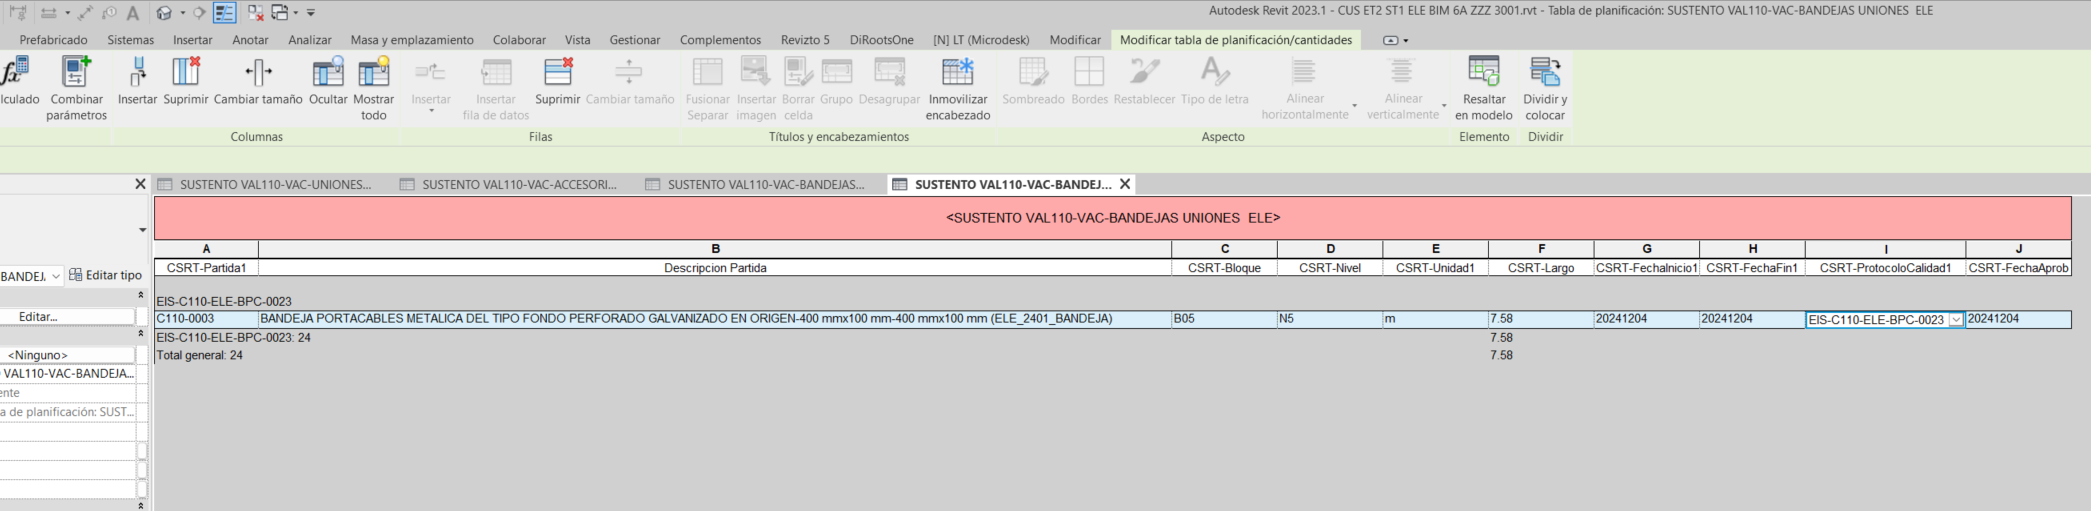 Autodesk Revit 2023.1 - CUS ET2 ST1 ELE BIM 6A ZZZ 3001.rvt - Tabla de planificación: SUSTENTO VAL110-VAC-BANDEJAS UNIONES  ELE
Prefabricado Sistemas Insertar Anotar Analizar Masa y emplazamiento Colaborar Vista Gestionar Complementos Revizto 5 DiRootsOne [N] LT (Microdesk) Modificar Modificar tabla de planificación/cantidades
lculado Combinar parámetros Insertar Suprimir Cambiar tamaño Ocultar Mostrar todo Insertar Insertar fila de datos Suprimir Cambiar tamaño Fusionar Separar Insertar imagen Borrar celda Grupo Desagrupar Inmovilizar encabezado Sombreado Bordes Restablecer Tipo de letra Alinear horizontalmente Alinear verticalmente Resaltar en modelo Dividir y colocar
Columnas Filas Títulos y encabezamientos Aspecto Elemento Dividir
SUSTENTO VAL110-VAC-UNIONES... SUSTENTO VAL110-VAC-ACCESORI... SUSTENTO VAL110-VAC-BANDEJAS... SUSTENTO VAL110-VAC-BANDEJ...
<SUSTENTO VAL110-VAC-BANDEJAS UNIONES  ELE>
A B C D E F G H I J
CSRT-Partida1 Descripcion Partida CSRT-Bloque CSRT-Nivel CSRT-Unidad1 CSRT-Largo CSRT-FechaInicio1 CSRT-FechaFin1 CSRT-ProtocoloCalidad1 CSRT-FechaAprob
EIS-C110-ELE-BPC-0023
C110-0003 BANDEJA PORTACABLES METALICA DEL TIPO FONDO PERFORADO GALVANIZADO EN ORIGEN-400 mmx100 mm-400 mmx100 mm (ELE_2401_BANDEJA) B05 N5 m 7.58 20241204 20241204 EIS-C110-ELE-BPC-0023 20241204
EIS-C110-ELE-BPC-0023: 24 7.58
Total general: 24 7.58
BANDEJ. Editar tipo
Editar...
<Ninguno>
VAL110-VAC-BANDEJA...
ente
a de planificación: SUST...